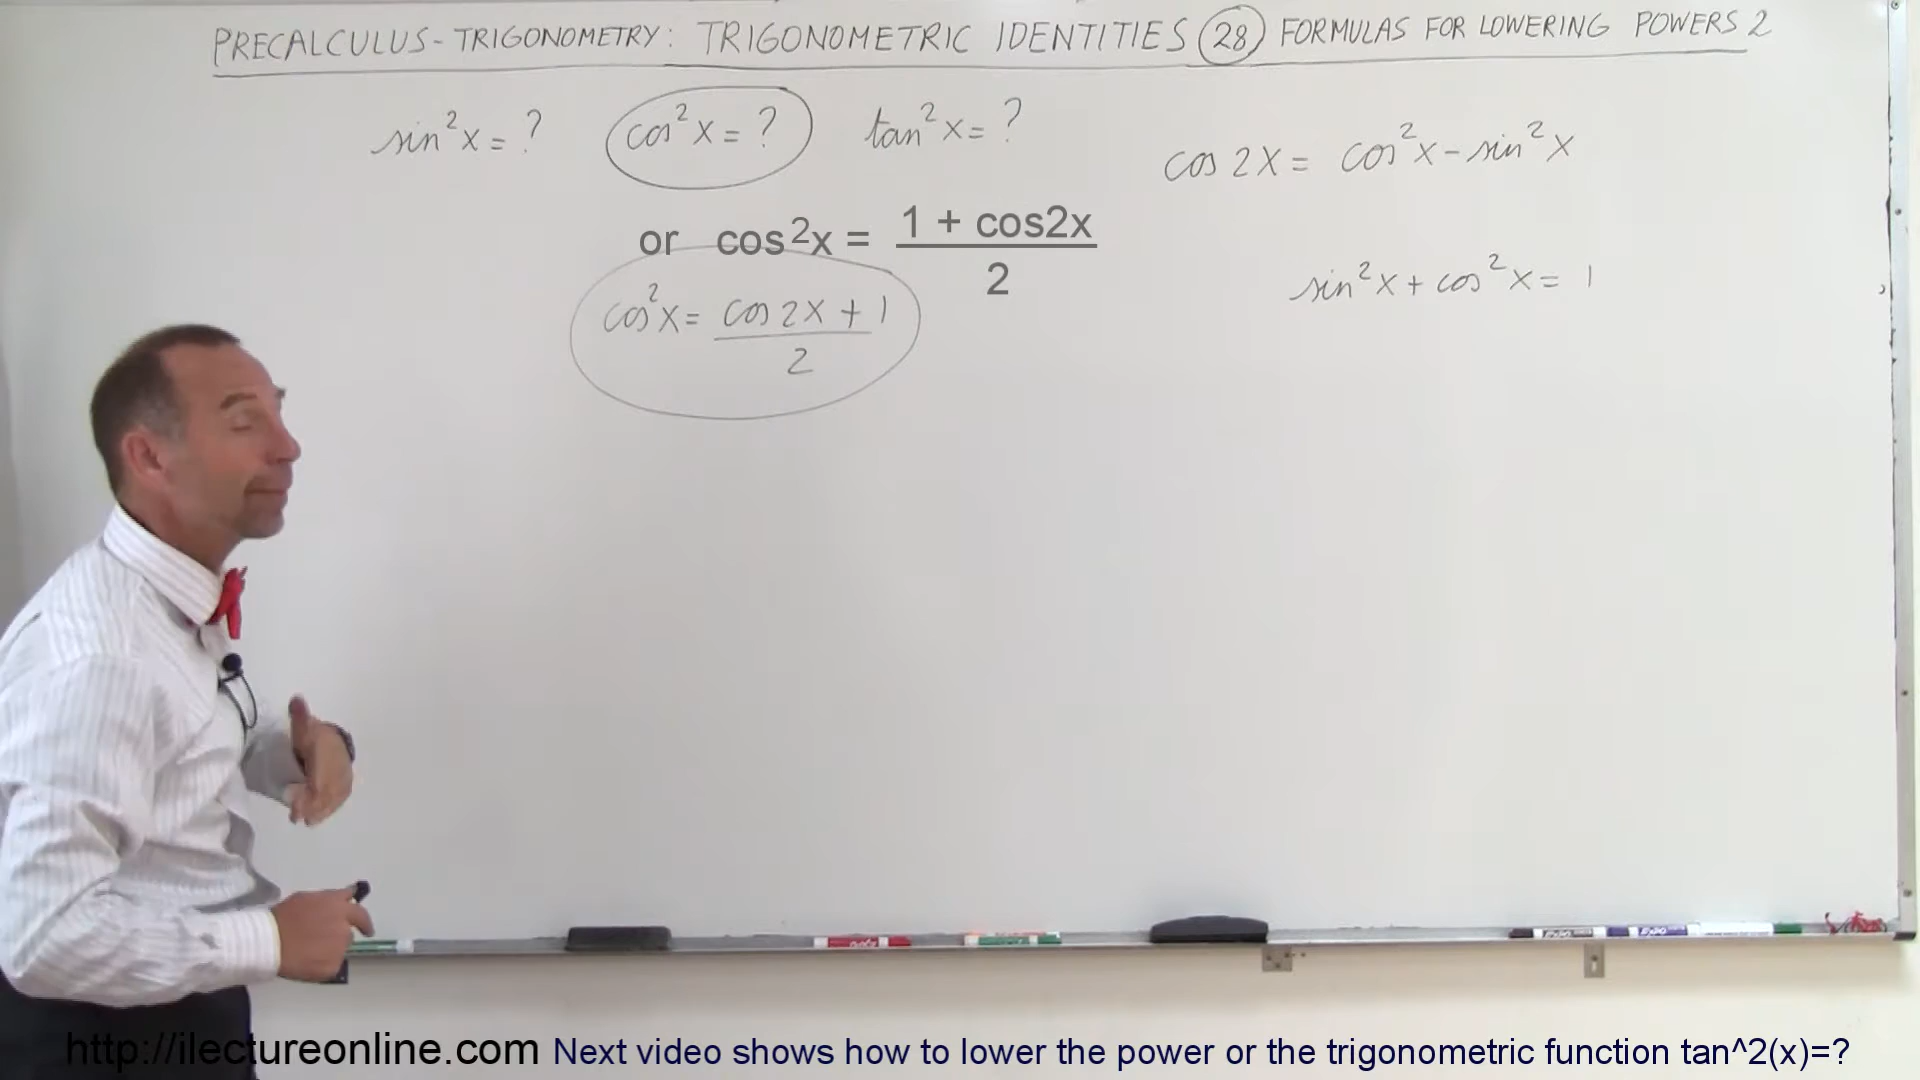 PRECALCULUS - TRIGONOMETRY: TRIGONOMETRIC IDENTITIES 28 FORMULAS FOR LOWERING POWERS 2
sin²x = ? cos²x = ? tan²x = ?
cos 2x = cos²x - sin²x
or cos²x = (1 + cos2x)/2
sin²x + cos²x = 1
cos²x = (cos 2x + 1)/2
http://ilectureonline.com Next video shows how to lower the power or the trigonometric function tan^2(x)=?